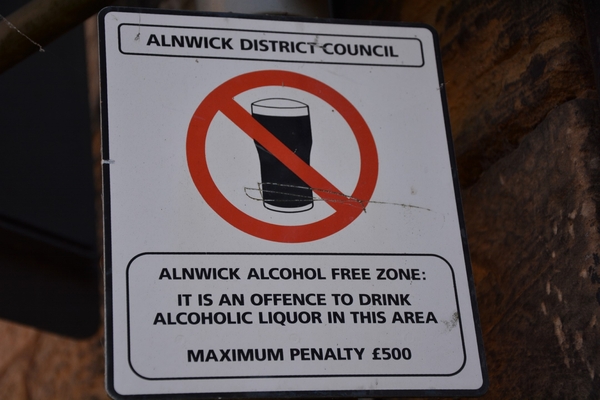 ALNWICK DISTRICT COUNCIL
ALNWICK ALCOHOL FREE ZONE:
IT IS AN OFFENCE TO DRINK
ALCOHOLIC LIQUOR IN THIS AREA
MAXIMUM PENALTY £500